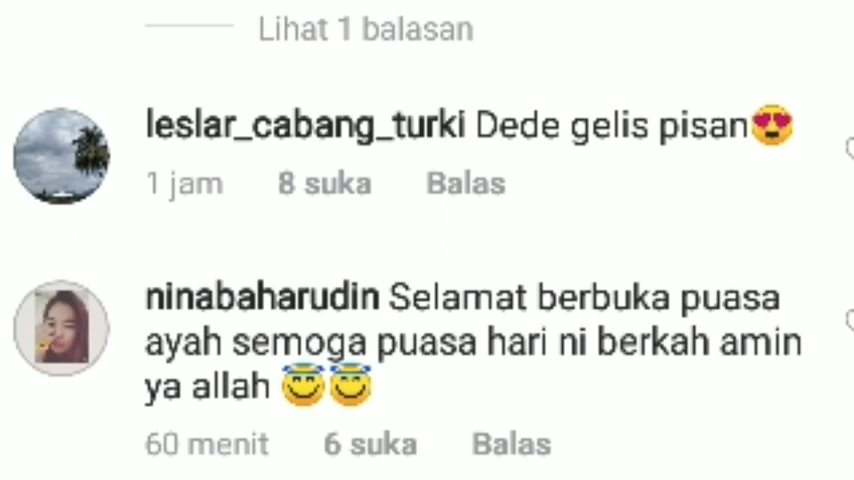 Lihat 1 balasan
leslar_cabang_turki Dede gelis pisan😍
1 jam 8 suka Balas
ninabaharudin Selamat berbuka puasa
ayah semoga puasa hari ni berkah amin
ya allah 😇😇
60 menit 6 suka Balas